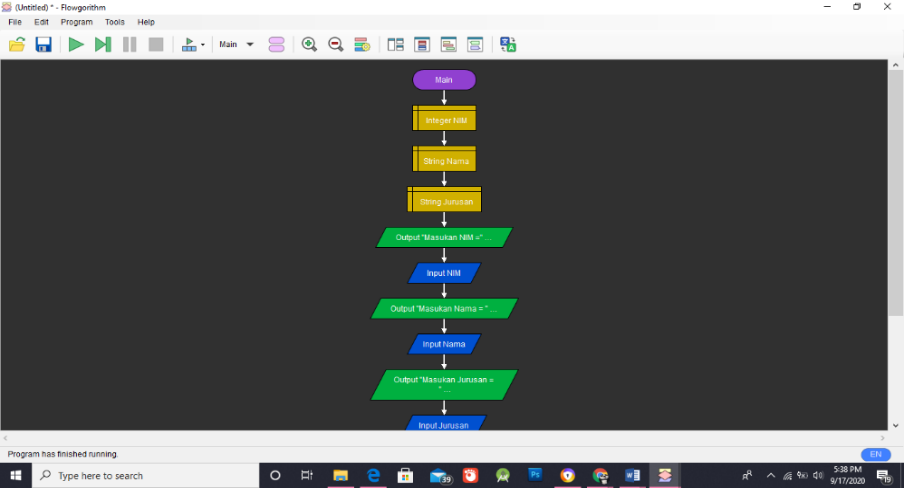 (Untitled) * - Flowgorithm
File Edit Program Tools Help
Main
Main
Integer NIM
String Nama
String Jurusan
Output "Masukan NIM =" ...
Input NIM
Output "Masukan Nama = " ...
Input Nama
Output "Masukan Jurusan =
" ...
Input Jurusan
Program has finished running.
EN
Type here to search
39
Ps
5:38 PM
9/17/2020
19